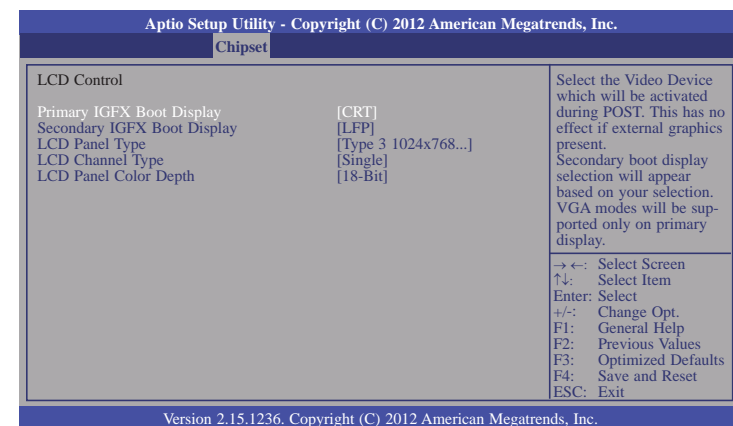 Aptio Setup Utility - Copyright (C) 2012 American Megatrends, Inc.
Chipset
LCD Control
Primary IGFX Boot Display [CRT]
Secondary IGFX Boot Display [LFP]
LCD Panel Type [Type 3 1024x768...]
LCD Channel Type [Single]
LCD Panel Color Depth [18-Bit]
Select the Video Device
which will be activated
during POST. This has no
effect if external graphics
present.
Secondary boot display
selection will appear
based on your selection.
VGA modes will be sup-
ported only on primary
display.
→←: Select Screen
↑↓: Select Item
Enter: Select
+/-: Change Opt.
F1: General Help
F2: Previous Values
F3: Optimized Defaults
F4: Save and Reset
ESC: Exit
Version 2.15.1236. Copyright (C) 2012 American Megatrends, Inc.